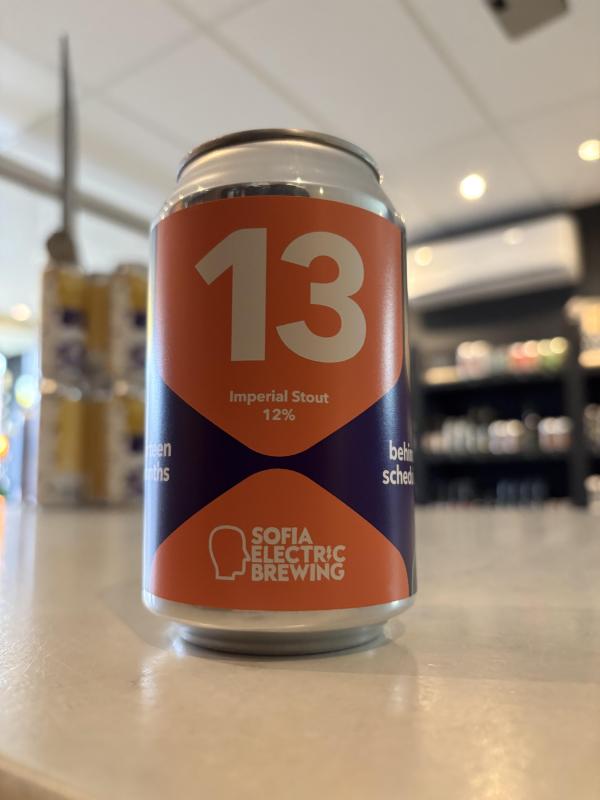 13
Imperial Stout
12%
SOFIA
ELECTRIC
BREWING